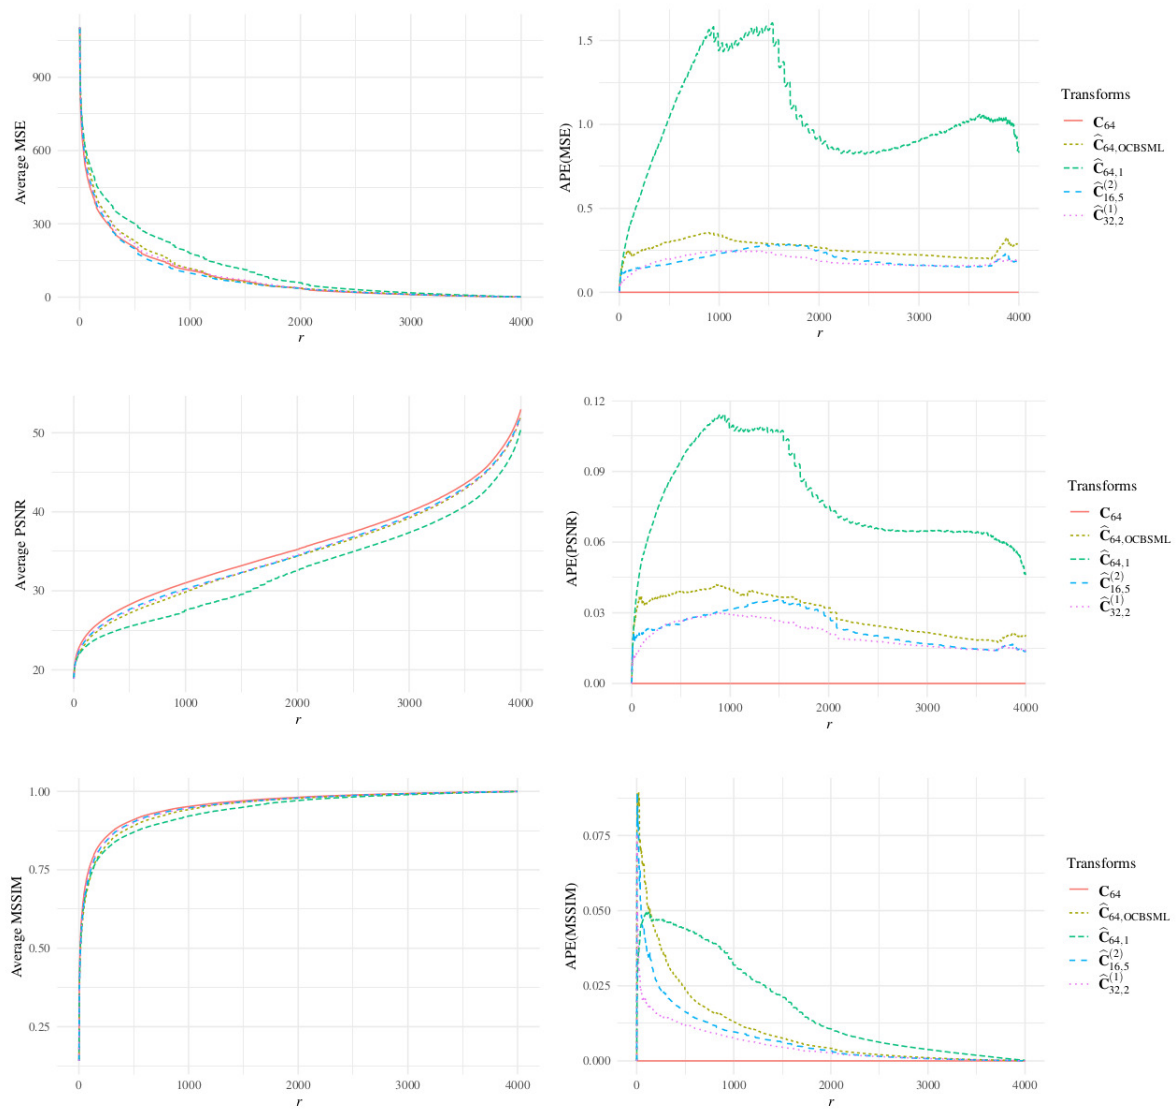 900
600
300
0
Average MSE
0 1000 2000 3000 4000
r
1.5
1.0
0.5
0.0
APE(MSE)
0 1000 2000 3000 4000
r
Transforms
C₆₄
Ĉ₆₄,OCBSML
Ĉ₆₄,₁
Ĉ₁₆,₅⁽²⁾
Ĉ₃₂,₂⁽¹⁾
50
40
30
20
Average PSNR
0 1000 2000 3000 4000
r
0.12
0.09
0.06
0.03
0.00
APE(PSNR)
0 1000 2000 3000 4000
r
Transforms
C₆₄
Ĉ₆₄,OCBSML
Ĉ₆₄,₁
Ĉ₁₆,₅⁽²⁾
Ĉ₃₂,₂⁽¹⁾
1.00
0.75
0.50
0.25
Average MSSIM
0 1000 2000 3000 4000
r
0.075
0.050
0.025
0.000
APE(MSSIM)
0 1000 2000 3000 4000
r
Transforms
C₆₄
Ĉ₆₄,OCBSML
Ĉ₆₄,₁
Ĉ₁₆,₅⁽²⁾
Ĉ₃₂,₂⁽¹⁾